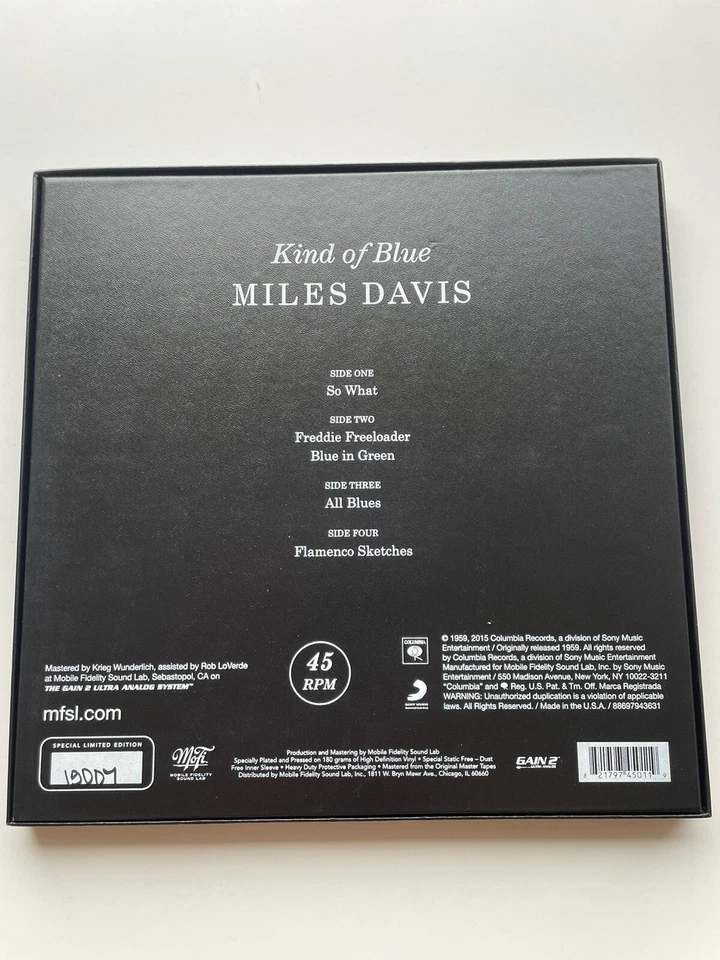 Kind of Blue
MILES DAVIS
SIDE ONE
So What
SIDE TWO
Freddie Freeloader
Blue in Green
SIDE THREE
All Blues
SIDE FOUR
Flamenco Sketches
Mastered by Krieg Wunderlich, assisted by Rob LoVerde
at Mobile Fidelity Sound Lab, Sebastopol, CA on
THE GAIN 2 ULTRA ANALOG SYSTEM™
mfsl.com
45
RPM
COLUMBIA
SONY MUSIC
© 1959, 2015 Columbia Records, a division of Sony Music
Entertainment / Originally released 1959. All rights reserved
by Columbia Records, a division of Sony Music Entertainment
Manufactured for Mobile Fidelity Sound Lab, Inc. by Sony Music
Entertainment / 550 Madison Avenue, New York, NY 10022-3211
"Columbia" and Reg. U.S. Pat. & Tm. Off. Marca Registrada
WARNING: Unauthorized duplication is a violation of applicable
laws. All Rights Reserved. / Made in the U.S.A. / 88697943631
SPECIAL LIMITED EDITION
MoFi
MOBILE FIDELITY
SOUND LAB
Production and Mastering by Mobile Fidelity Sound Lab
Specially Plated and Pressed on 180 grams of High Definition Vinyl • Special Static Free – Dust
Free Inner Sleeve • Heavy Duty Protective Packaging • Mastered from the Original Master Tapes
Distributed by Mobile Fidelity Sound Lab, Inc., 1811 W. Bryn Mawr Ave., Chicago, IL 60660
GAIN 2™
ULTRA ANALOG
8 21797 45011 9